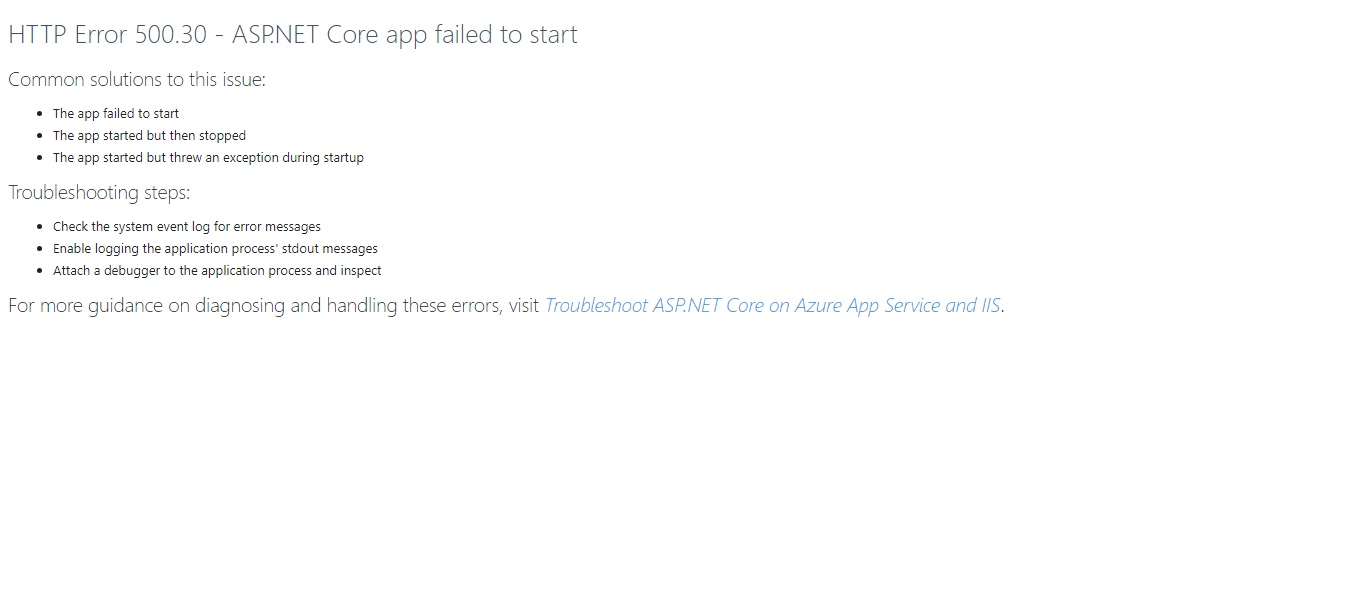 HTTP Error 500.30 - ASP.NET Core app failed to start
Common solutions to this issue:
The app failed to start
The app started but then stopped
The app started but threw an exception during startup
Troubleshooting steps:
Check the system event log for error messages
Enable logging the application process' stdout messages
Attach a debugger to the application process and inspect
For more guidance on diagnosing and handling these errors, visit Troubleshoot ASP.NET Core on Azure App Service and IIS.